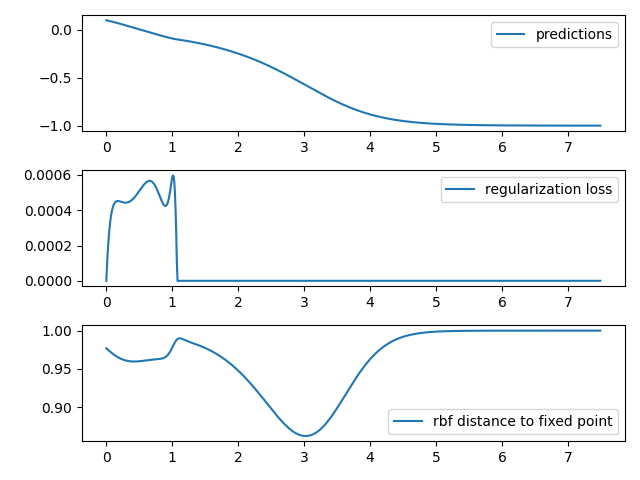 0.0
−0.5
−1.0
predictions
0 1 2 3 4 5 6 7
0.0006
0.0004
0.0002
0.0000
regularization loss
0 1 2 3 4 5 6 7
1.00
0.95
0.90
rbf distance to fixed point
0 1 2 3 4 5 6 7